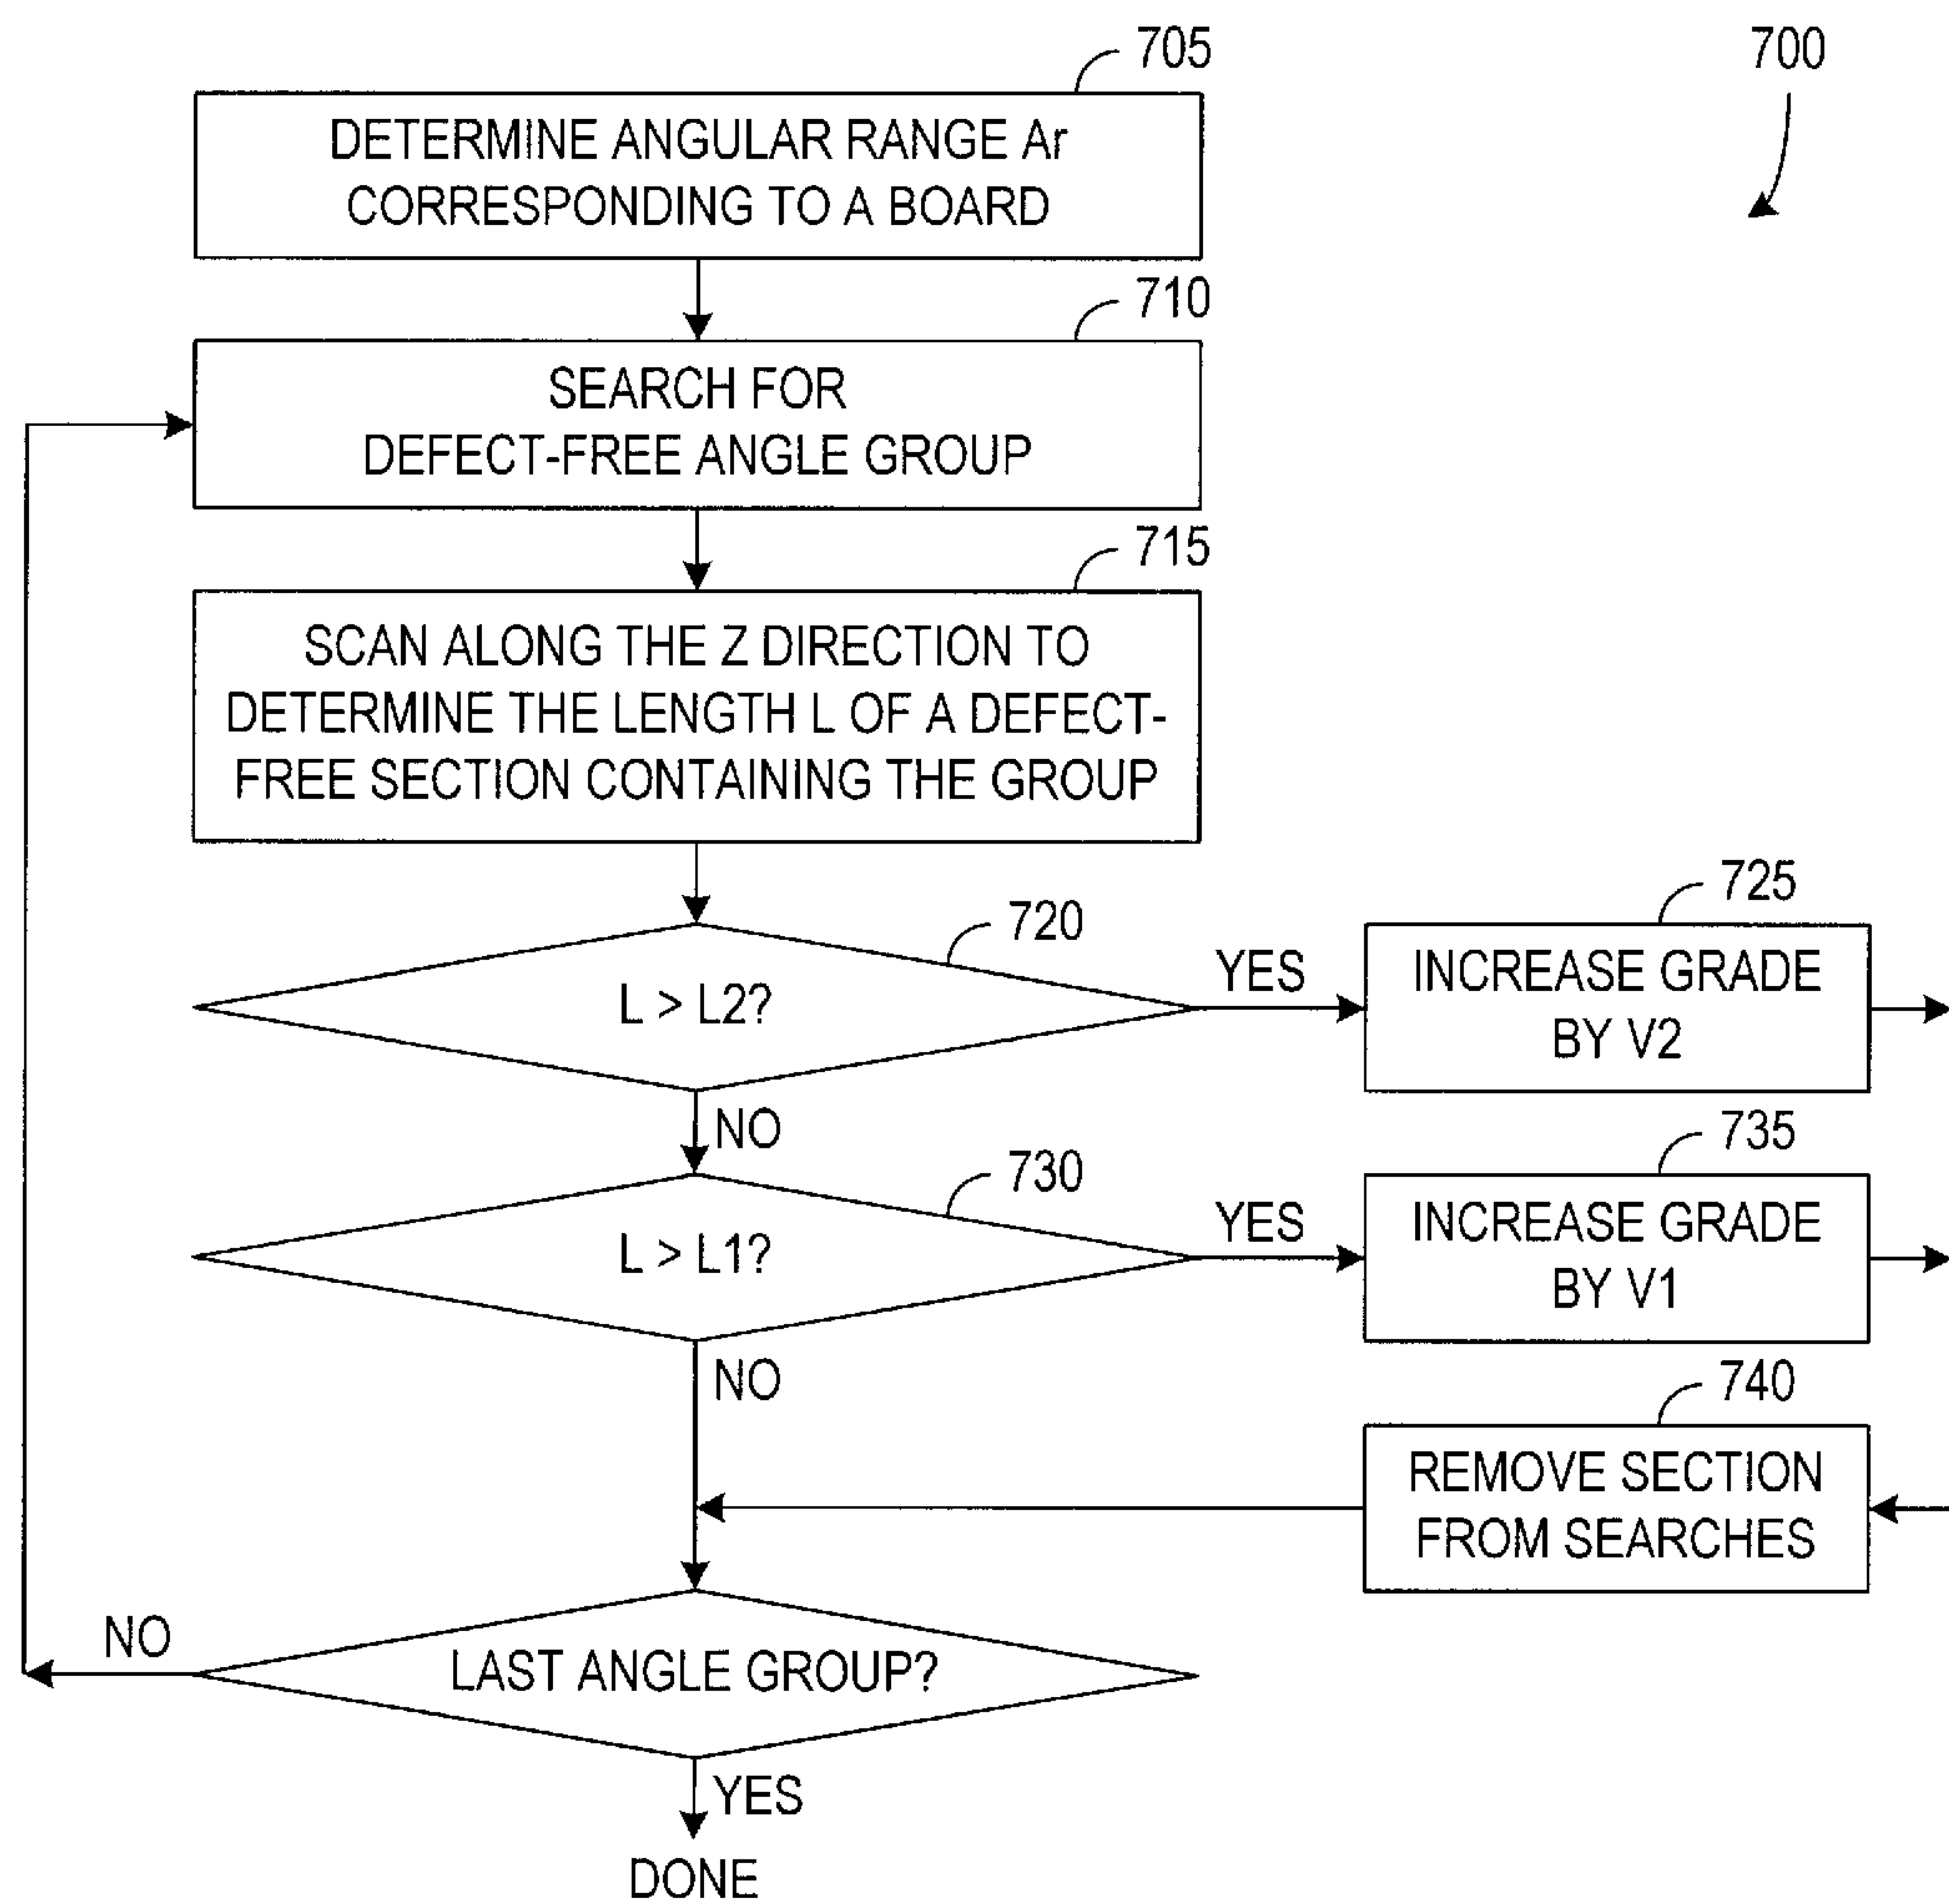 705
700
DETERMINE ANGULAR RANGE Ar
CORRESPONDING TO A BOARD
710
SEARCH FOR
DEFECT-FREE ANGLE GROUP
715
SCAN ALONG THE Z DIRECTION TO
DETERMINE THE LENGTH L OF A DEFECT-
FREE SECTION CONTAINING THE GROUP
720
L > L2?
YES
725
INCREASE GRADE
BY V2
NO
730
L > L1?
YES
735
INCREASE GRADE
BY V1
NO
740
REMOVE SECTION
FROM SEARCHES
LAST ANGLE GROUP?
NO
YES
DONE